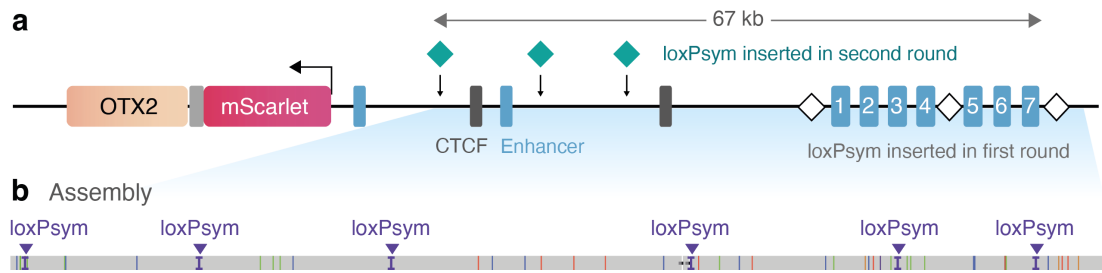 a
67 kb
loxPsym inserted in second round
OTX2 mScarlet 1 2 3 4 5 6 7
CTCF Enhancer
loxPsym inserted in first round
b Assembly
loxPsym loxPsym loxPsym loxPsym loxPsym loxPsym